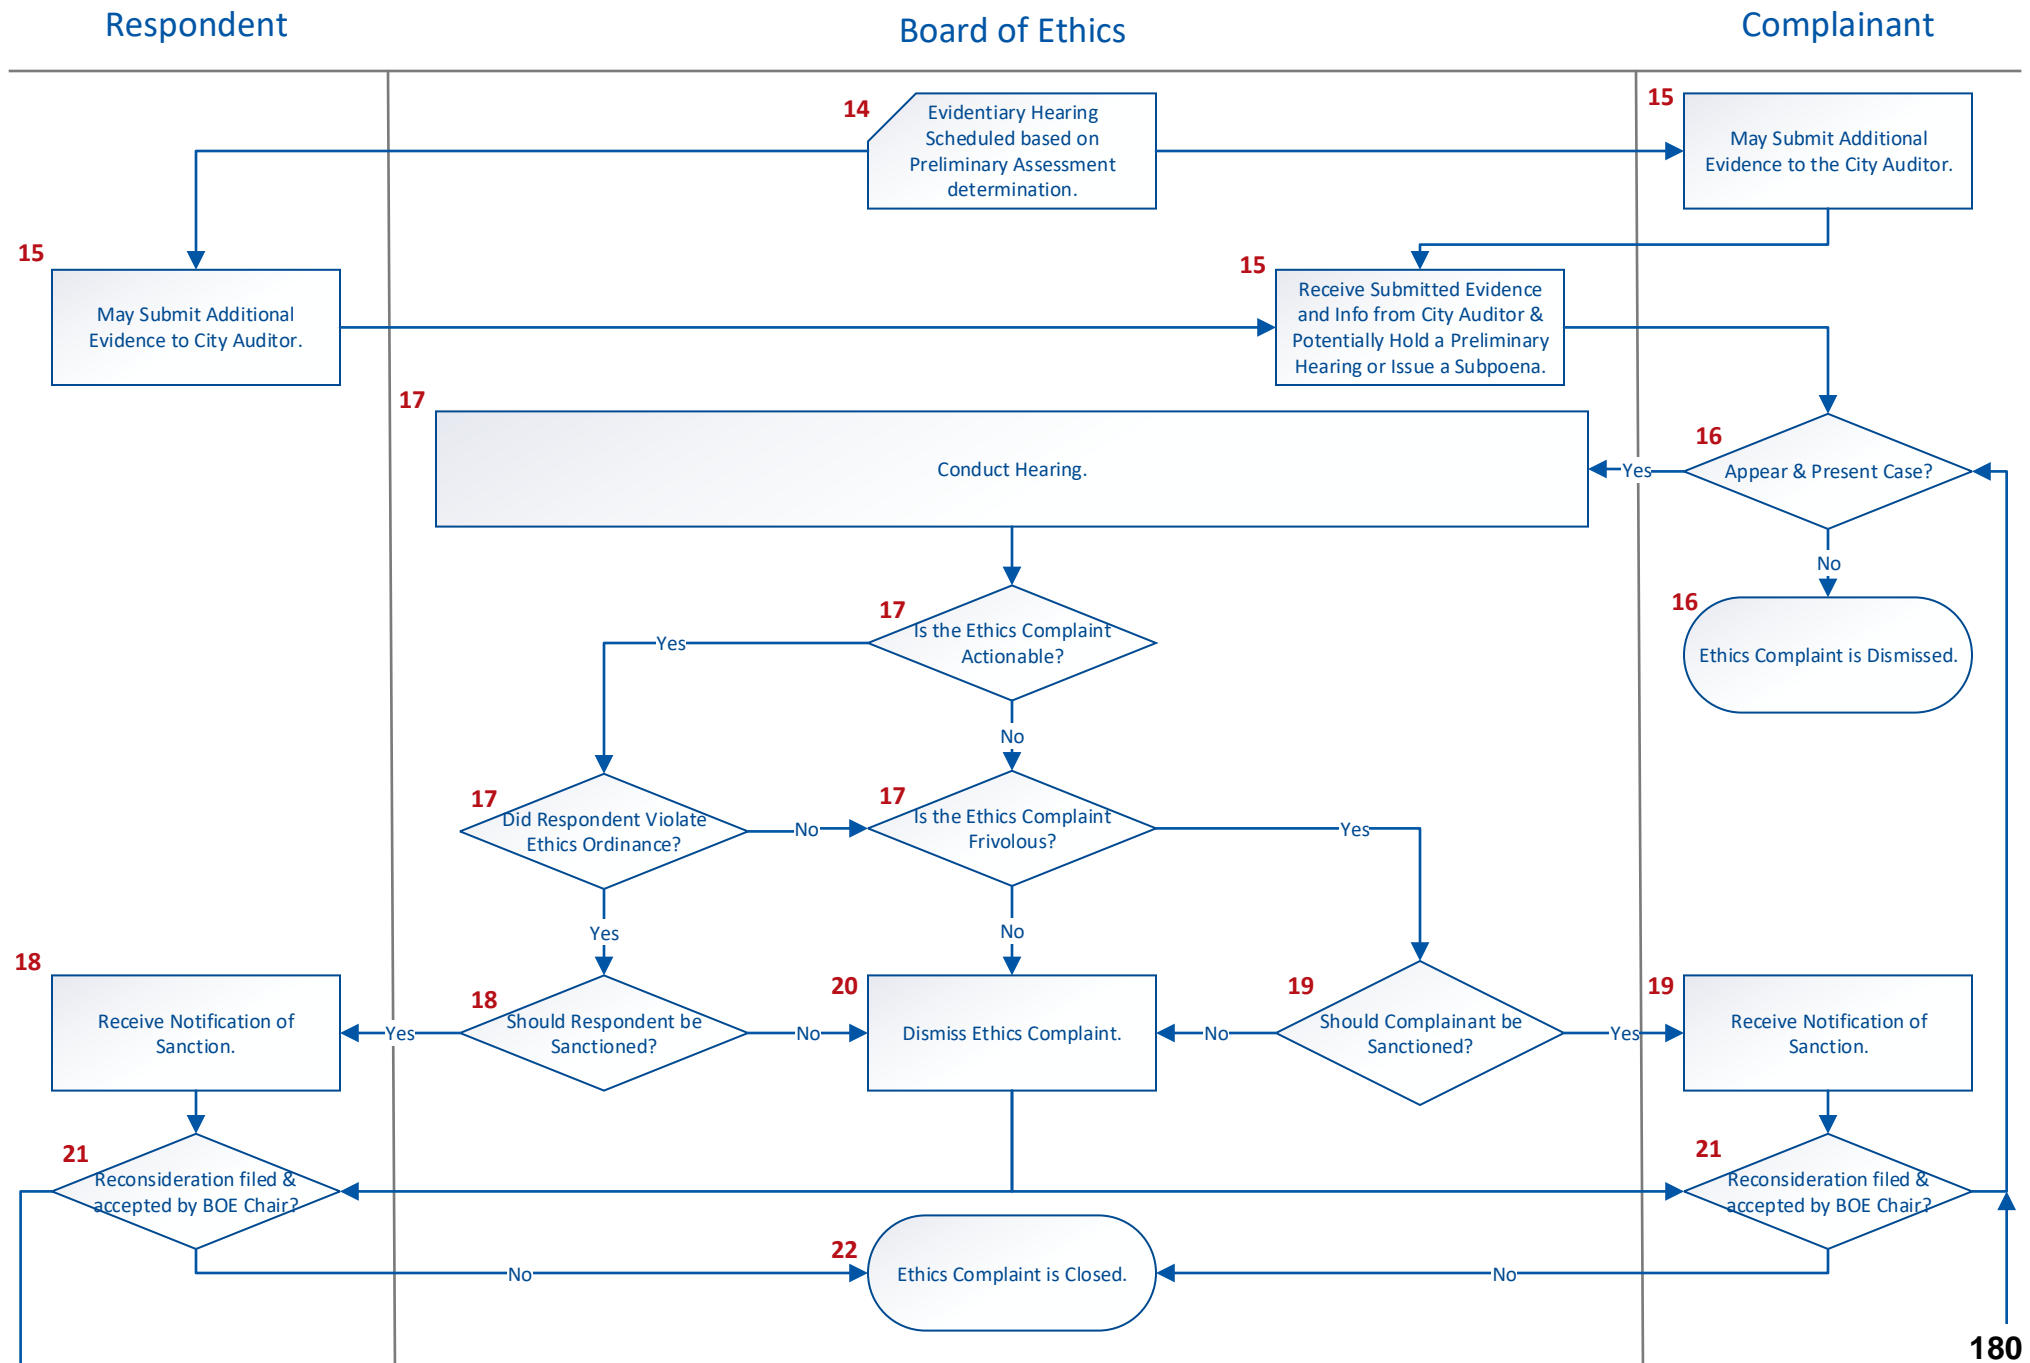 Respondent
Board of Ethics
Complainant
14
Evidentiary Hearing
Scheduled based on
Preliminary Assessment
determination.
15
May Submit Additional
Evidence to the City Auditor.
15
May Submit Additional
Evidence to City Auditor.
15
Receive Submitted Evidence
and Info from City Auditor &
Potentially Hold a Preliminary
Hearing or Issue a Subpoena.
17
Conduct Hearing.
Yes
16
Appear & Present Case?
No
16
Ethics Complaint is Dismissed.
17
Is the Ethics Complaint
Actionable?
Yes
No
17
Did Respondent Violate
Ethics Ordinance?
No
17
Is the Ethics Complaint
Frivolous?
Yes
Yes
No
18
Receive Notification of
Sanction.
Yes
18
Should Respondent be
Sanctioned?
No
20
Dismiss Ethics Complaint.
No
19
Should Complainant be
Sanctioned?
Yes
19
Receive Notification of
Sanction.
21
Reconsideration filed &
accepted by BOE Chair?
21
Reconsideration filed &
accepted by BOE Chair?
No
22
Ethics Complaint is Closed.
No
180